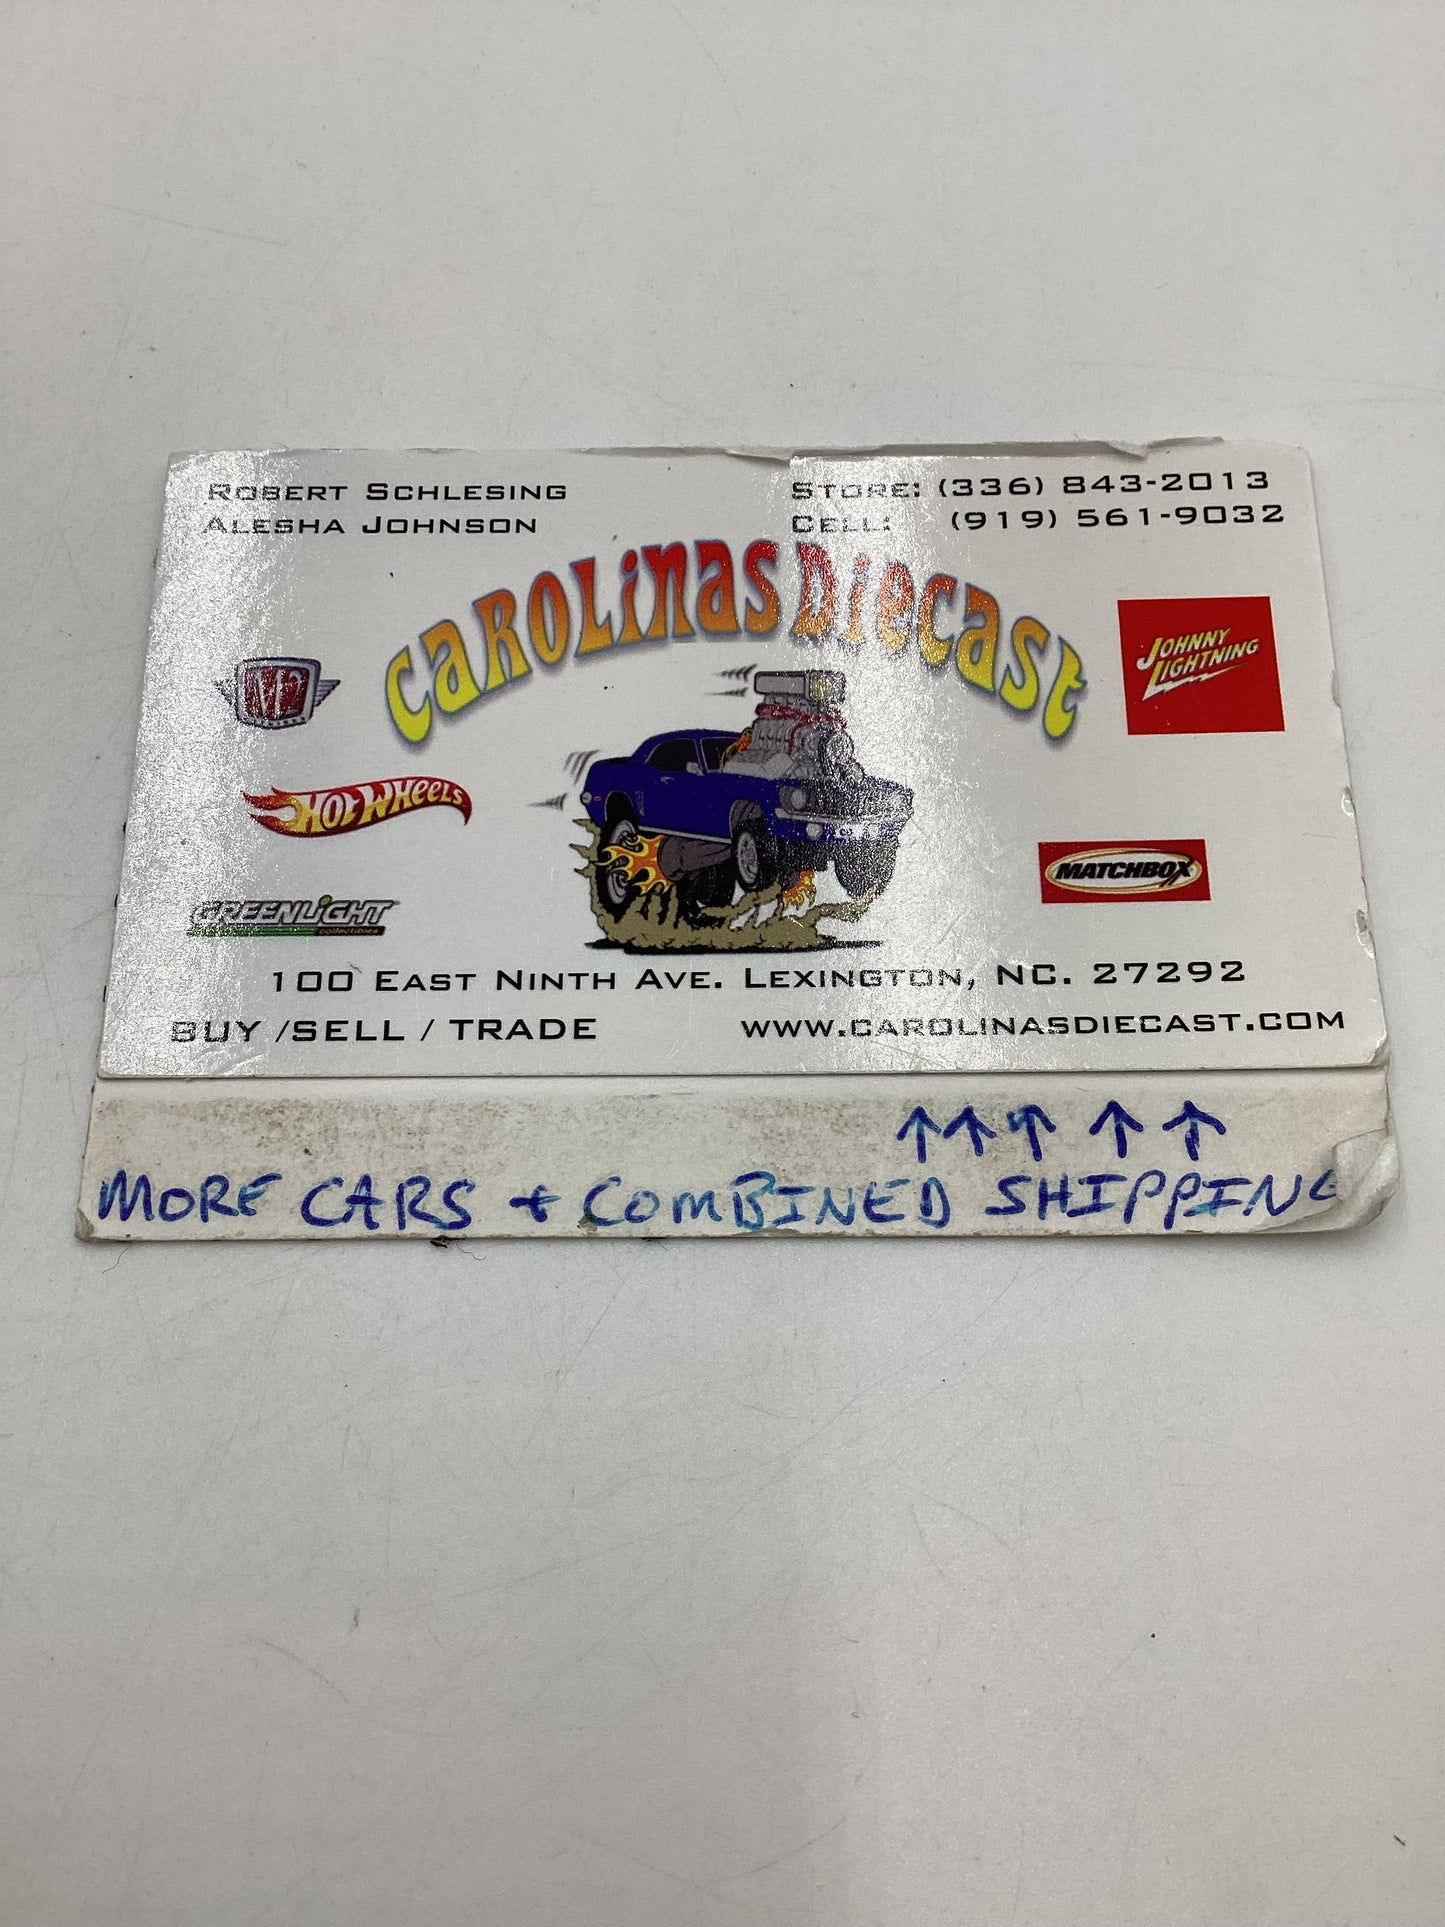 ROBERT SCHLESING
ALESHA JOHNSON
STORE: (336) 843-2013
CELL: (919) 561-9032
CAROLINAS DIECAST
M2
JOHNNY
LIGHTNING
HOT WHEELS
MATCHBOX
GREENLIGHT
collectibles
100 EAST NINTH AVE. LEXINGTON, NC. 27292
BUY /SELL / TRADE
WWW.CAROLINASDIECAST.COM
↑ ↑ ↑ ↑ ↑
MORE CARS + COMBINED SHIPPING